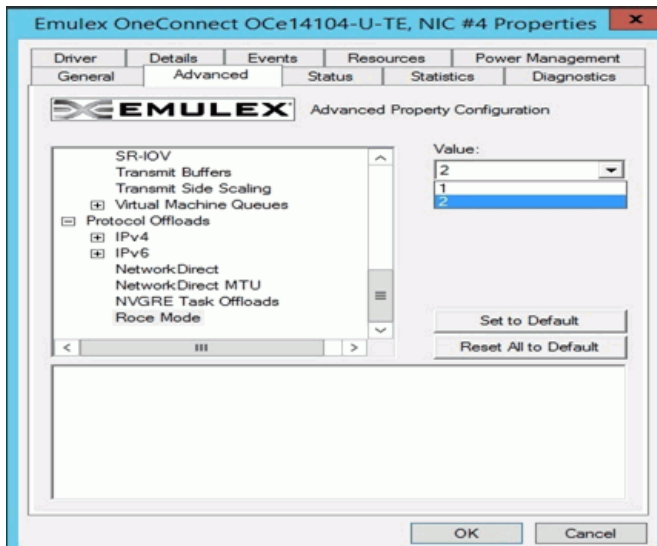 Emulex OneConnect OCe14104-U-TE, NIC #4 Properties
Driver Details Events Resources Power Management
General Advanced Status Statistics Diagnostics
EMULEX Advanced Property Configuration
SR-IOV
Transmit Buffers
Transmit Side Scaling
Virtual Machine Queues
Protocol Offloads
IPv4
IPv6
NetworkDirect
NetworkDirect MTU
NVGRE Task Offloads
Roce Mode
Value:
2
1
2
Set to Default
Reset All to Default
OK Cancel